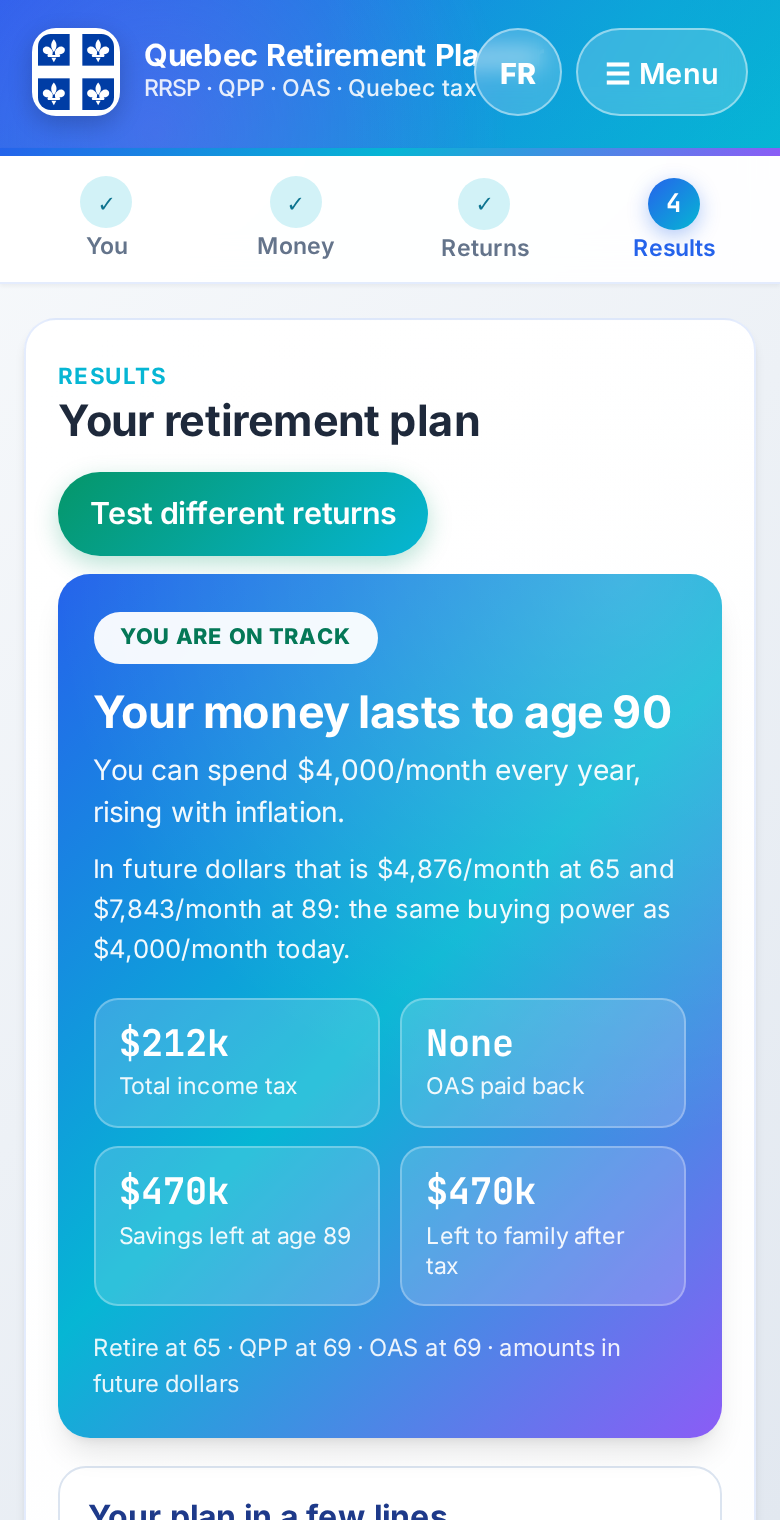 Quebec Retirement Pla
RRSP · QPP · OAS · Quebec tax
FR
☰ Menu
✓
You
✓
Money
✓
Returns
4
Results
RESULTS
Your retirement plan
Test different returns
YOU ARE ON TRACK
Your money lasts to age 90
You can spend $4,000/month every year,
rising with inflation.
In future dollars that is $4,876/month at 65 and
$7,843/month at 89: the same buying power as
$4,000/month today.
$212k
Total income tax
None
OAS paid back
$470k
Savings left at age 89
$470k
Left to family after
tax
Retire at 65 · QPP at 69 · OAS at 69 · amounts in
future dollars
Your plan in a few lines